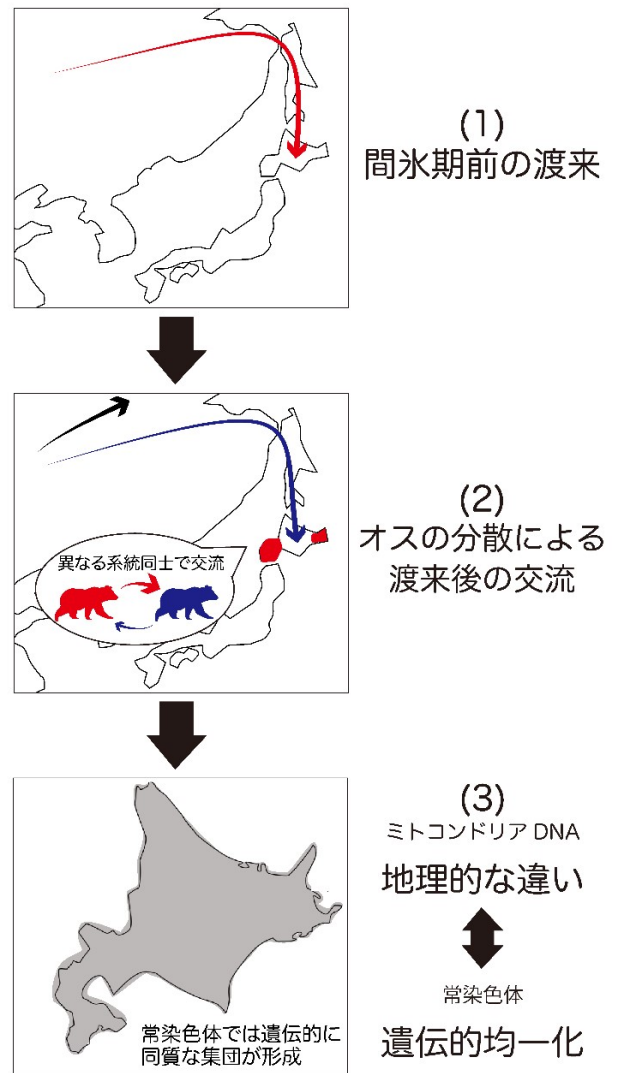 (1)
間氷期前の渡来
異なる系統同士で交流
(2)
オスの分散による
渡来後の交流
常染色体では遺伝的に
同質な集団が形成
(3)
ミトコンドリア DNA
地理的な違い
常染色体
遺伝的均一化